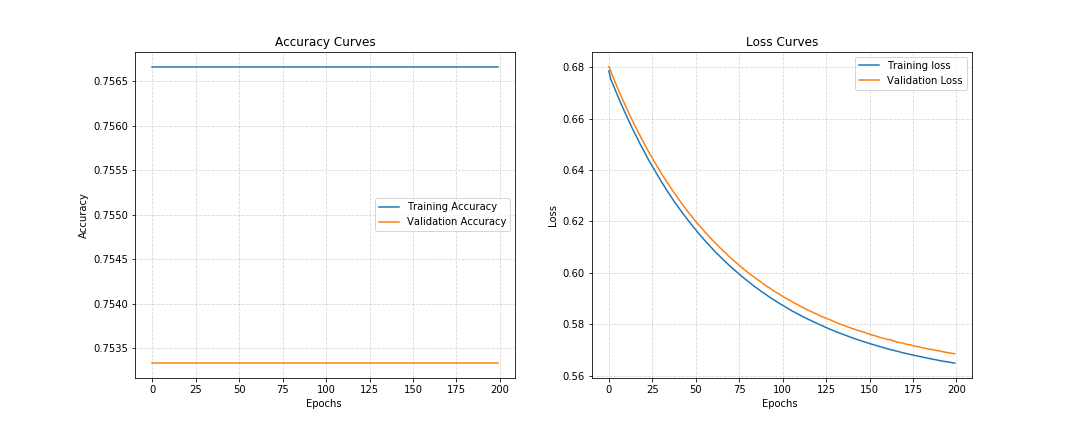 Accuracy Curves
0.7565
0.7560
0.7555
0.7550
0.7545
0.7540
0.7535
Accuracy
Training Accuracy
Validation Accuracy
0 25 50 75 100 125 150 175 200
Epochs
Loss Curves
0.68
0.66
0.64
0.62
0.60
0.58
0.56
Loss
Training loss
Validation Loss
0 25 50 75 100 125 150 175 200
Epochs